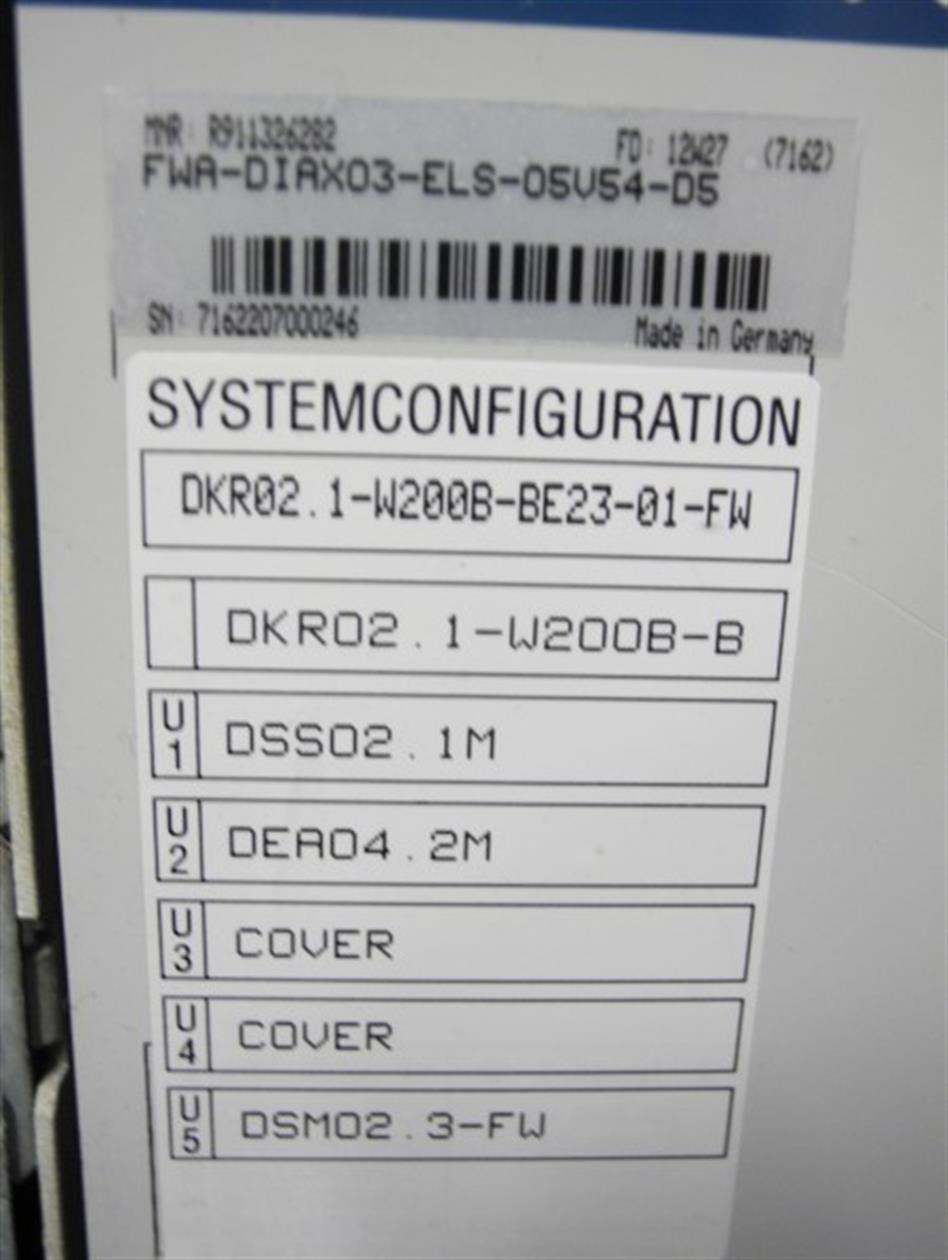 MNR: R911326282 FD: 12W27 (7162)
FWA-DIAX03-ELS-05V54-D5
SN: 7162207000246 Made in Germany
SYSTEMCONFIGURATION
DKR02.1-W200B-BE23-01-FW
DKR02.1-W200B-B
U1 DSS02.1M
U2 DEA04.2M
U3 COVER
U4 COVER
U5 DSM02.3-FW